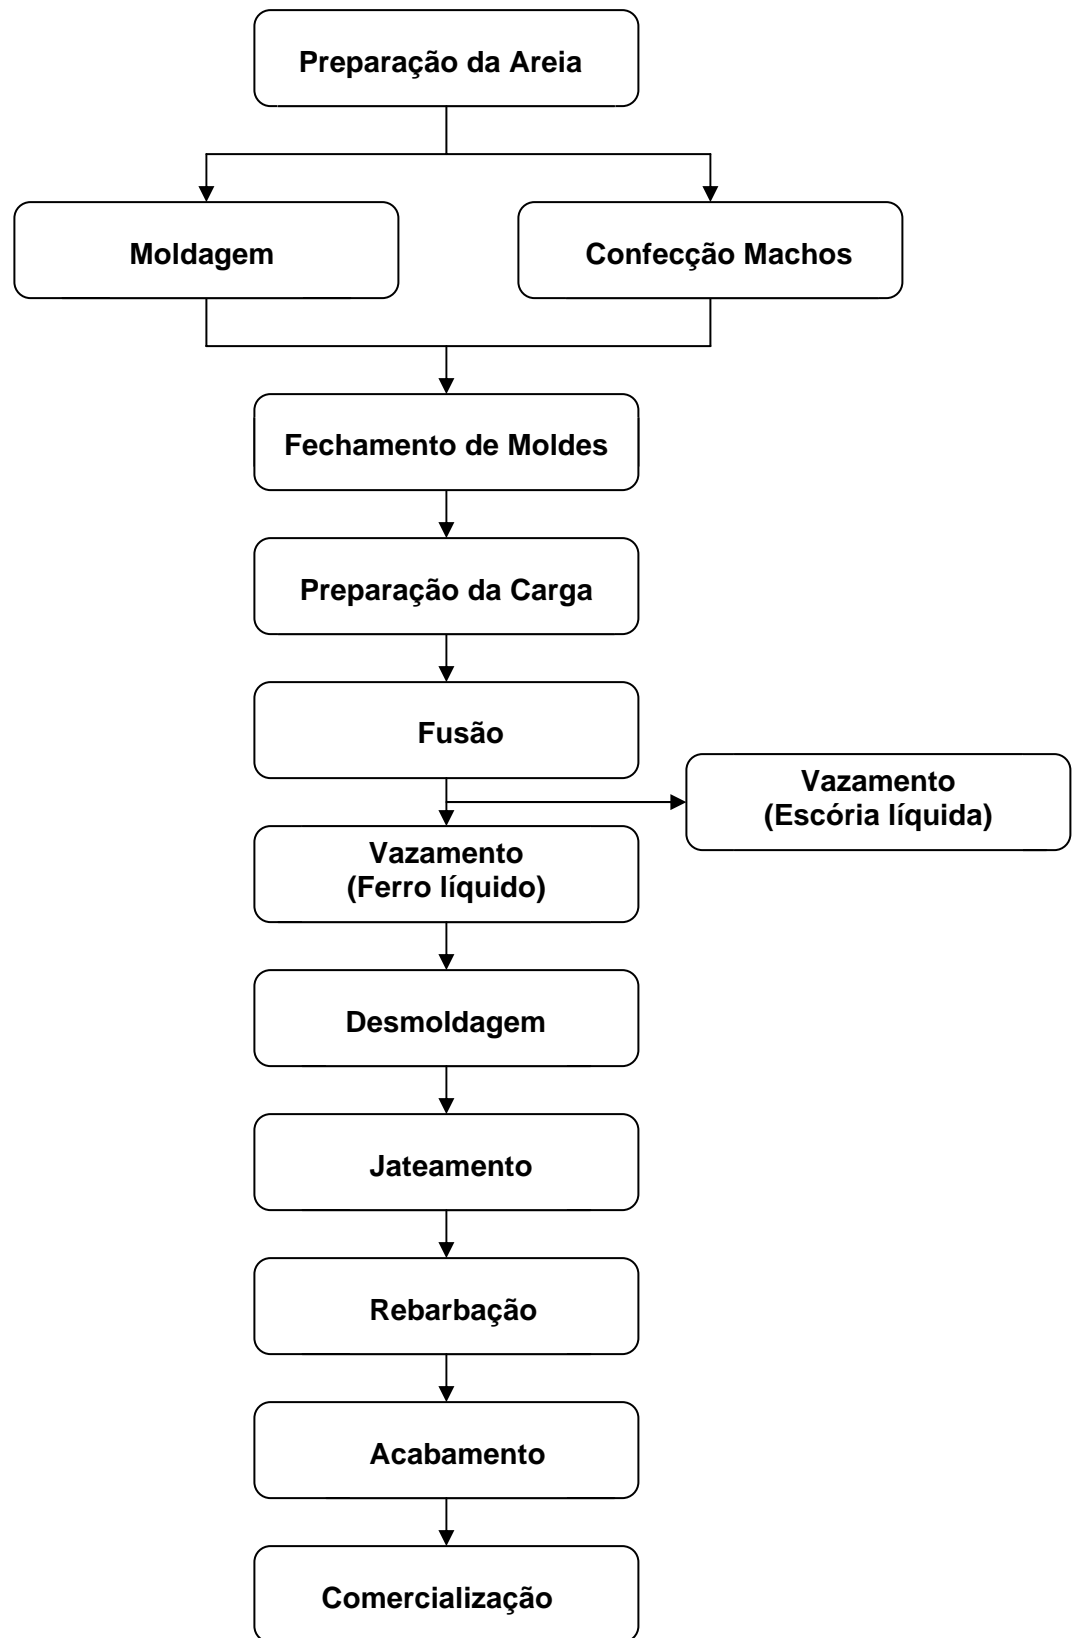 Preparação da Areia
Moldagem
Confecção Machos
Fechamento de Moldes
Preparação da Carga
Fusão
Vazamento
(Escória líquida)
Vazamento
(Ferro líquido)
Desmoldagem
Jateamento
Rebarbação
Acabamento
Comercialização